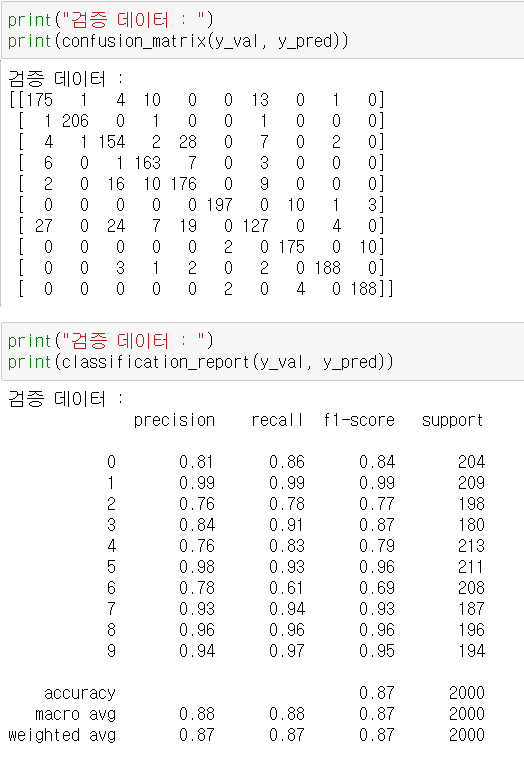 print("검증 데이터 : ")
print(confusion_matrix(y_val, y_pred))
검증 데이터 :
[[175   1   4  10   0   0  13   0   1   0]
 [  1 206   0   1   0   0   1   0   0   0]
 [  4   1 154   2  28   0   7   0   2   0]
 [  6   0   1 163   7   0   3   0   0   0]
 [  2   0  16  10 176   0   9   0   0   0]
 [  0   0   0   0   0 197   0  10   1   3]
 [ 27   0  24   7  19   0 127   0   4   0]
 [  0   0   0   0   0   2   0 175   0  10]
 [  0   0   3   1   2   0   2   0 188   0]
 [  0   0   0   0   0   2   0   4   0 188]]
print("검증 데이터 : ")
print(classification_report(y_val, y_pred))
검증 데이터 :
precision    recall  f1-score   support
0       0.81      0.86      0.84       204
1       0.99      0.99      0.99       209
2       0.76      0.78      0.77       198
3       0.84      0.91      0.87       180
4       0.76      0.83      0.79       213
5       0.98      0.93      0.96       211
6       0.78      0.61      0.69       208
7       0.93      0.94      0.93       187
8       0.96      0.96      0.96       196
9       0.94      0.97      0.95       194
accuracy                           0.87      2000
macro avg       0.88      0.88      0.87      2000
weighted avg       0.87      0.87      0.87      2000